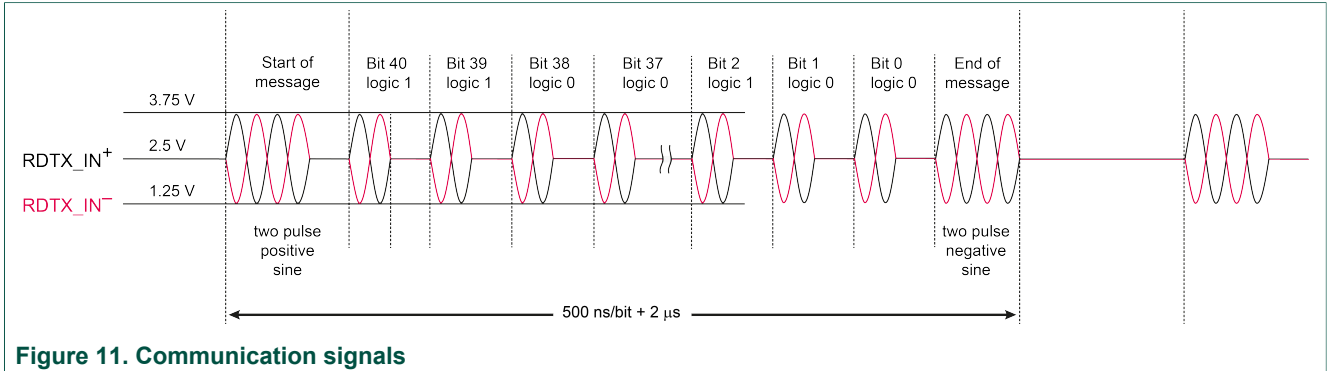 Start of
message
Bit 40
logic 1
Bit 39
logic 1
Bit 38
logic 0
Bit 37
logic 0
Bit 2
logic 1
Bit 1
logic 0
Bit 0
logic 0
End of
message
3.75 V
RDTX_IN+
2.5 V
1.25 V
RDTX_IN−
two pulse
positive
sine
two pulse
negative
sine
500 ns/bit + 2 μs
Figure 11. Communication signals